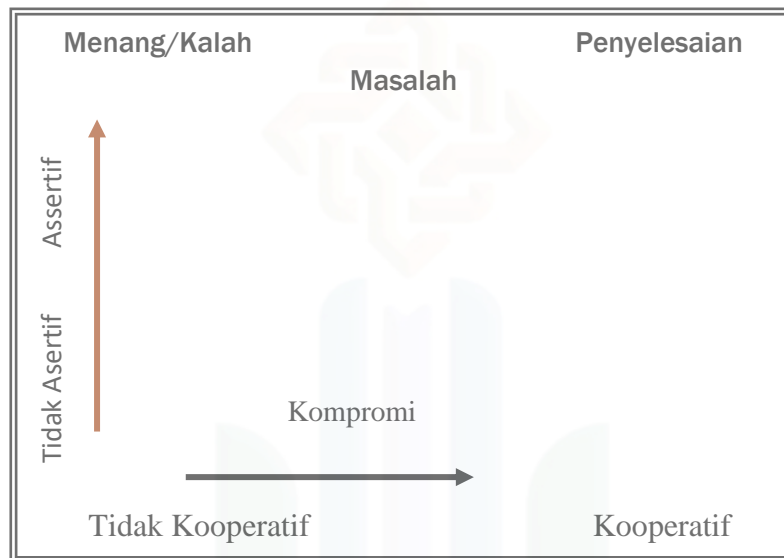 Menang/Kalah Penyelesaian
Masalah
Assertif
Tidak Asertif
Kompromi
Tidak Kooperatif Kooperatif